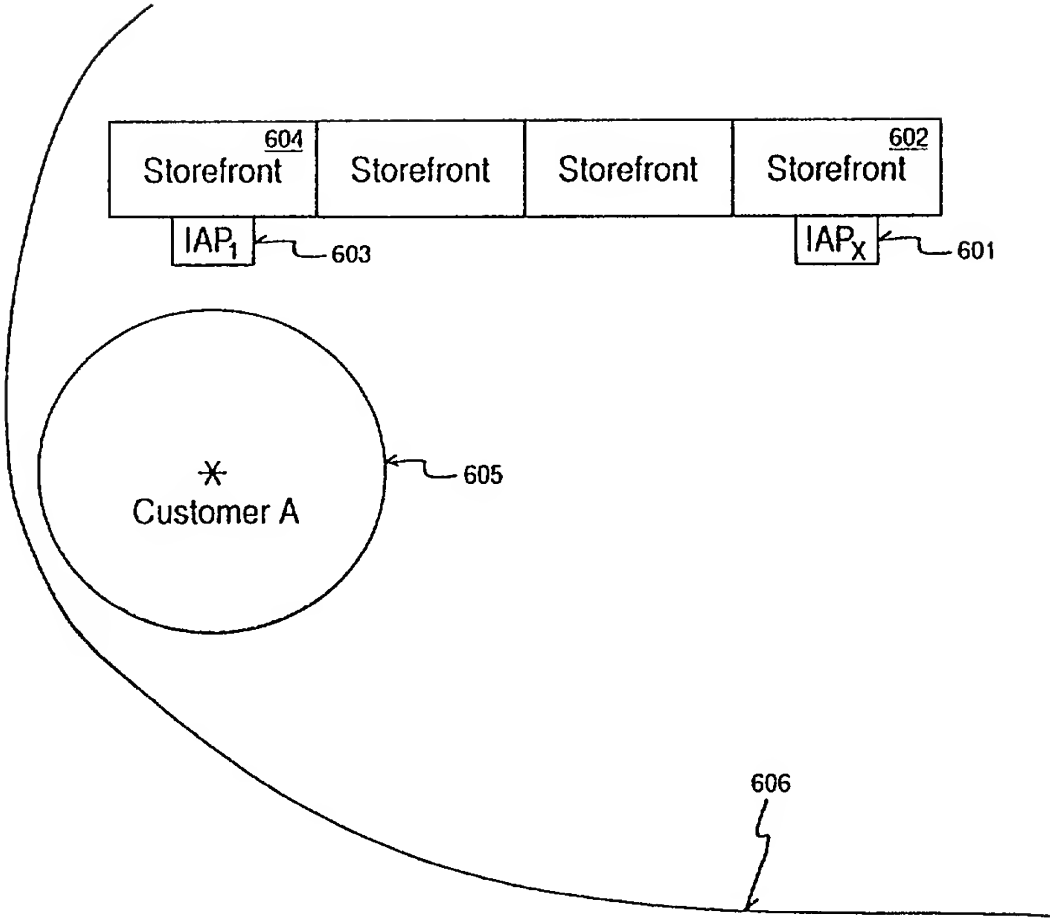 604
Storefront
Storefront
Storefront
602
Storefront
IAP1
603
IAPX
601
605
Customer A
606